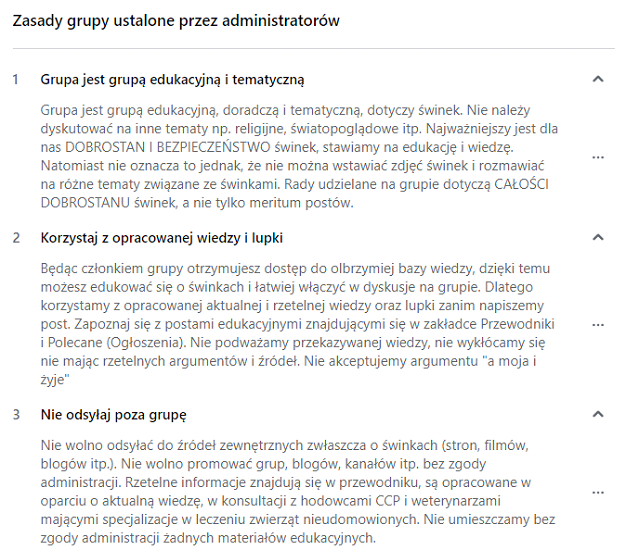 Zasady grupy ustalone przez administratorów
1 Grupa jest grupą edukacyjną i tematyczną
Grupa jest grupą edukacyjną, doradczą i tematyczną, dotyczy świnek. Nie należy
dyskutować na inne tematy np. religijne, światopoglądowe itp. Najważniejszy jest dla
nas DOBROSTAN I BEZPIECZEŃSTWO świnek, stawiamy na edukację i wiedzę.
Natomiast nie oznacza to jednak, że nie można wstawiać zdjęć świnek i rozmawiać
na różne tematy związane ze świnkami. Rady udzielane na grupie dotyczą CAŁOŚCI
DOBROSTANU świnek, a nie tylko meritum postów.
2 Korzystaj z opracowanej wiedzy i lupki
Będąc członkiem grupy otrzymujesz dostęp do olbrzymiej bazy wiedzy, dzięki temu
możesz edukować się o świnkach i łatwiej włączyć w dyskusje na grupie. Dlatego
korzystamy z opracowanej aktualnej i rzetelnej wiedzy oraz lupki zanim napiszemy
post. Zapoznaj się z postami edukacyjnymi znajdującymi się w zakładce Przewodniki
i Polecane (Ogłoszenia). Nie podważamy przekazywanej wiedzy, nie wykłócamy się
nie mając rzetelnych argumentów i źródeł. Nie akceptujemy argumentu "a moja i
żyje"
3 Nie odsyłaj poza grupę
Nie wolno odsyłać do źródeł zewnętrznych zwłaszcza o świnkach (stron, filmów,
blogów itp.). Nie wolno promować grup, blogów, kanałów itp. bez zgody
administracji. Rzetelne informacje znajdują się w przewodniku, są opracowane w
oparciu o aktualną wiedzę, w konsultacji z hodowcami CCP i weterynarzami
mającymi specjalizacje w leczeniu zwierząt nieudomowionych. Nie umieszczamy bez
zgody administracji żadnych materiałów edukacyjnych.